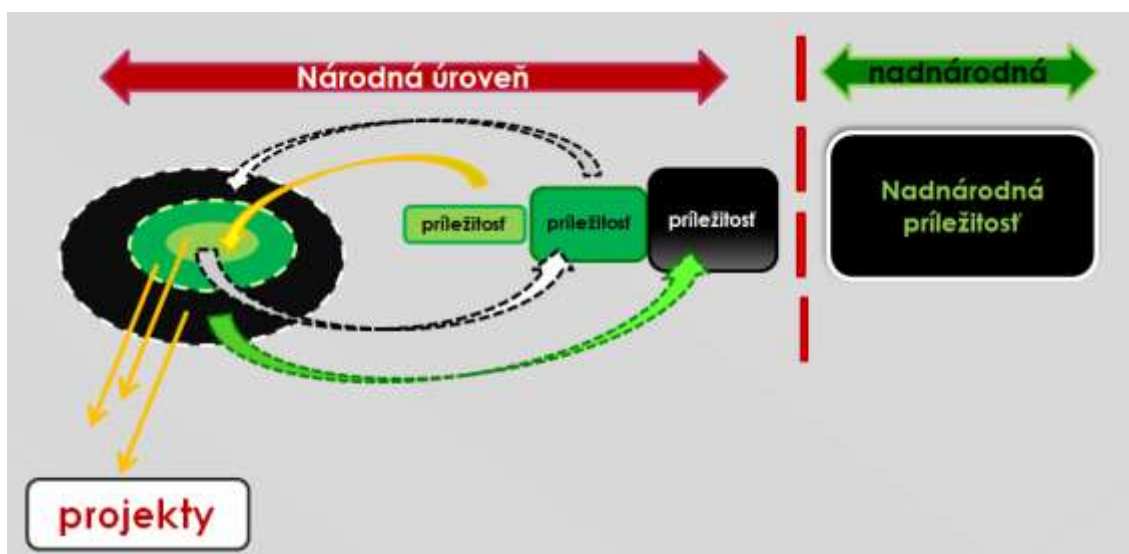 Národná úroveň
nadnárodná
príležitosť
príležitosť
príležitosť
Nadnárodná
príležitosť
projekty